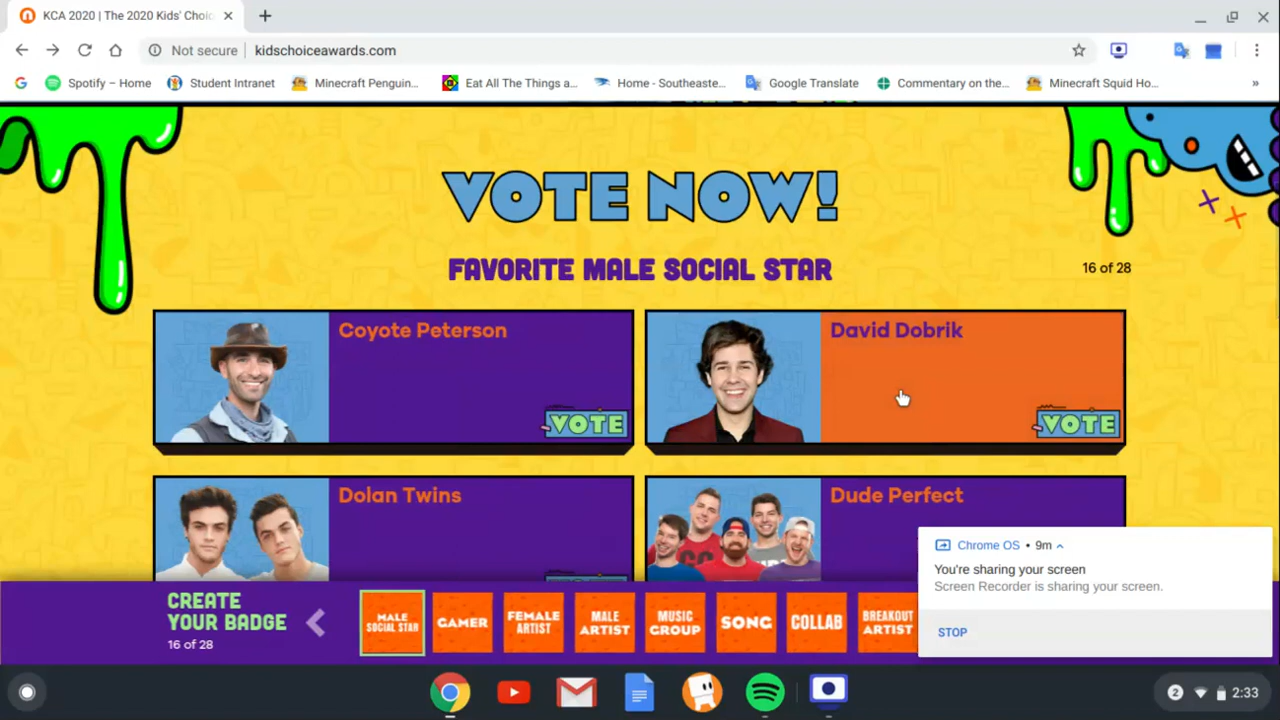 KCA 2020 | The 2020 Kids' Choic
Not secure | kidschoiceawards.com
Spotify – Home
Student Intranet
Minecraft Penguin...
Eat All The Things a...
Home - Southeaste...
Google Translate
Commentary on the...
Minecraft Squid Ho...
»
VOTE NOW!
FAVORITE MALE SOCIAL STAR
16 of 28
Coyote Peterson
VOTE
David Dobrik
VOTE
Dolan Twins
Dude Perfect
Chrome OS • 9m
You're sharing your screen
Screen Recorder is sharing your screen.
STOP
CREATE
YOUR BADGE
16 of 28
MALE
SOCIAL STAR
GAMER
FEMALE
ARTIST
MALE
ARTIST
MUSIC
GROUP
SONG
COLLAB
BREAKOUT
ARTIST
2
2:33